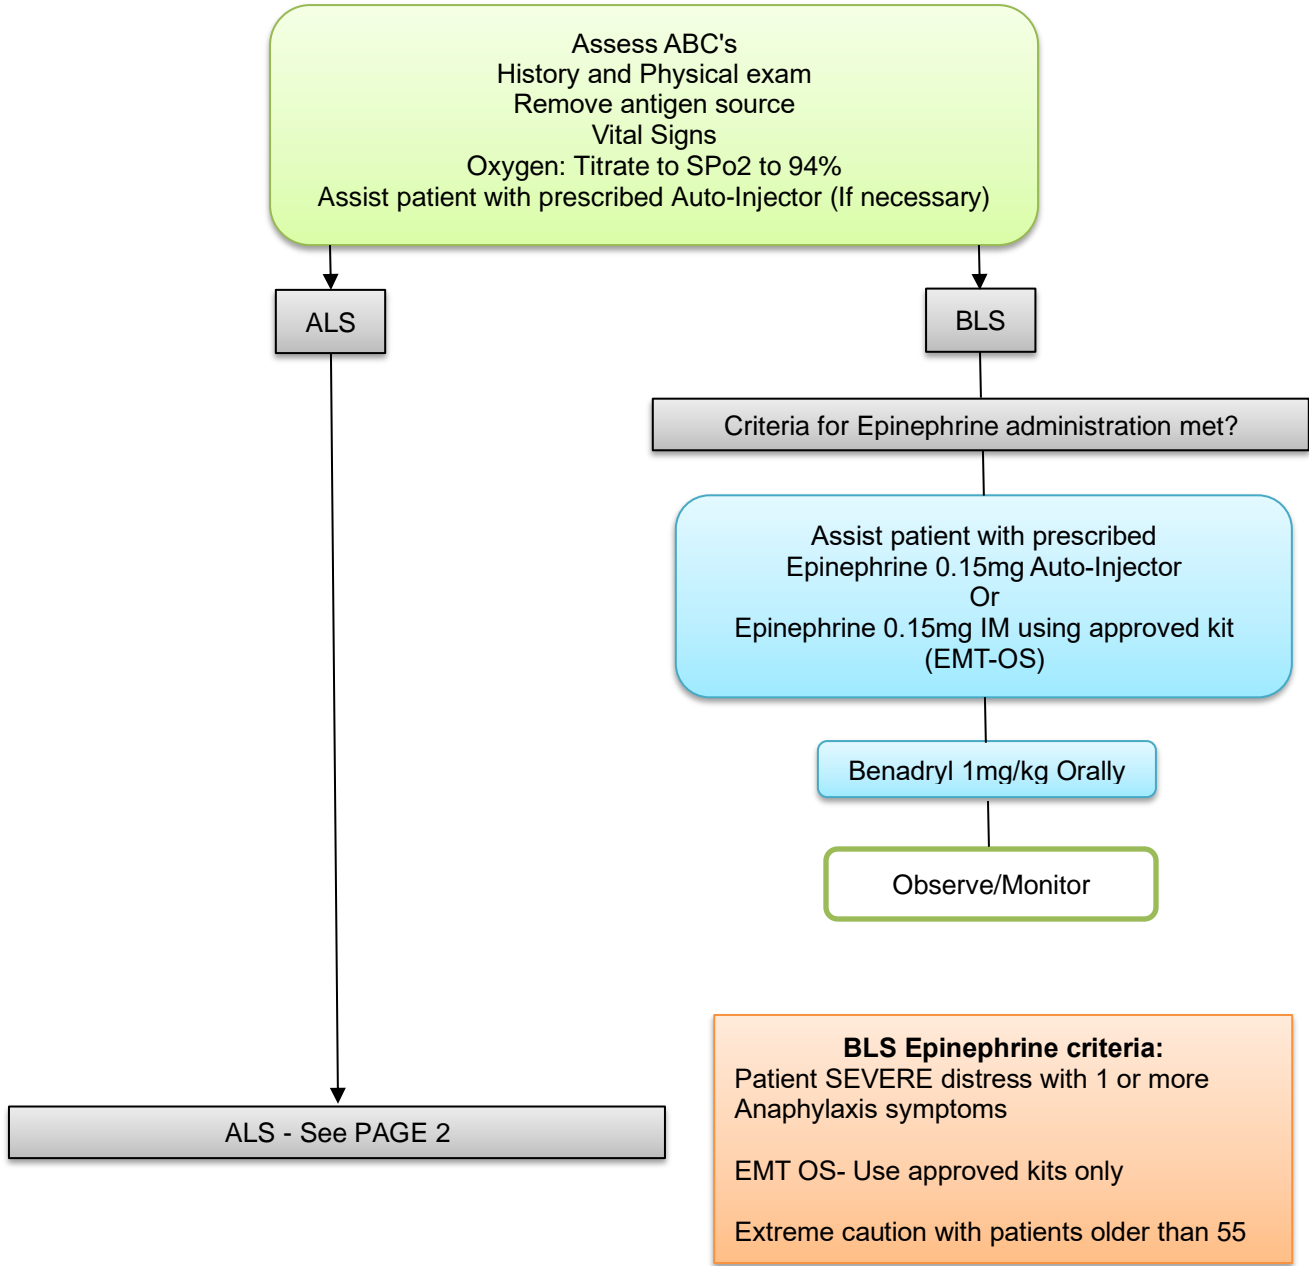 Assess ABC's
History and Physical exam
Remove antigen source
Vital Signs
Oxygen: Titrate to SPo2 to 94%
Assist patient with prescribed Auto-Injector (If necessary)
ALS
BLS
Criteria for Epinephrine administration met?
Assist patient with prescribed
Epinephrine 0.15mg Auto-Injector
Or
Epinephrine 0.15mg IM using approved kit
(EMT-OS)
Benadryl 1mg/kg Orally
Observe/Monitor
ALS - See PAGE 2
BLS Epinephrine criteria:
Patient SEVERE distress with 1 or more
Anaphylaxis symptoms
EMT OS- Use approved kits only
Extreme caution with patients older than 55